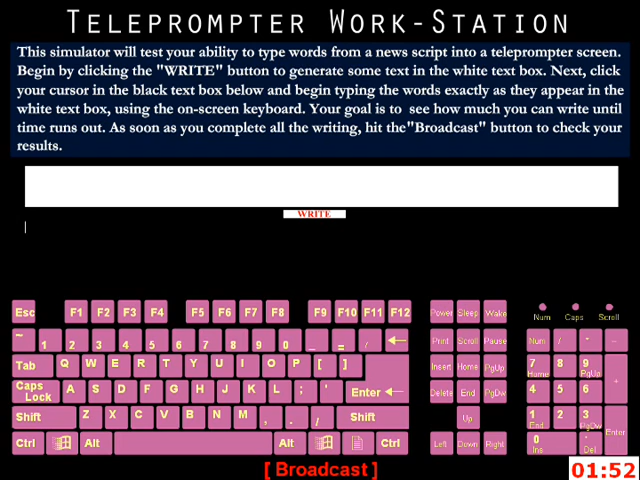 Teleprompter Work-Station
This simulator will test your ability to type words from a news script into a teleprompter screen.
Begin by clicking the "WRITE" button to generate some text in the white text box. Next, click
your cursor in the black text box below and begin typing the words exactly as they appear in the
white text box, using the on-screen keyboard. Your goal is to  see how much you can write until
time runs out. As soon as you complete all the writing, hit the"Broadcast" button to check your
results.
WRITE
Esc F1 F2 F3 F4 F5 F6 F7 F8 F9 F10 F11 F12 Power Sleep Wake Num Caps Scroll
~ 1 2 3 4 5 6 7 8 9 0 _ = / Print Scroll Pause Num / * -
Tab Q W E R T Y U I O P [ ] Insert Home PgUp 7 Home 8 9 PgUp +
Caps Lock A S D F G H J K L ; ' Enter Delete End PgDw 4 5 6
Shift Z X C V B N M , . / Shift Up 1 End 2 3 PgDw Enter
Ctrl Alt Alt Ctrl Left Down Right 0 Ins . Del
[ Broadcast ] 01:52